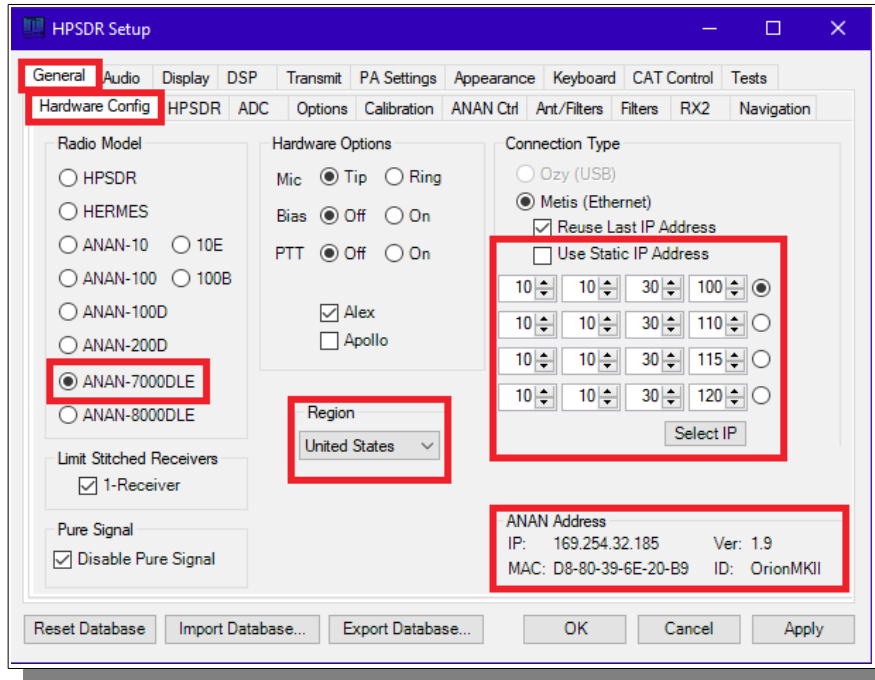 HPSDR Setup
General Audio Display DSP Transmit PA Settings Appearance Keyboard CAT Control Tests
Hardware Config HPSDR ADC Options Calibration ANAN Ctrl Ant/Filters Filters RX2 Navigation
Radio Model
HPSDR
HERMES
ANAN-10 10E
ANAN-100 100B
ANAN-100D
ANAN-200D
ANAN-7000DLE
ANAN-8000DLE
Limit Stitched Receivers
1-Receiver
Pure Signal
Disable Pure Signal
Hardware Options
Mic Tip Ring
Bias Off On
PTT Off On
Alex
Apollo
Region
United States
Connection Type
Ozy (USB)
Metis (Ethernet)
Reuse Last IP Address
Use Static IP Address
10 10 30 100
10 10 30 110
10 10 30 115
10 10 30 120
Select IP
ANAN Address
IP: 169.254.32.185 Ver: 1.9
MAC: D8-80-39-6E-20-B9 ID: OrionMKII
Reset Database Import Database... Export Database... OK Cancel Apply